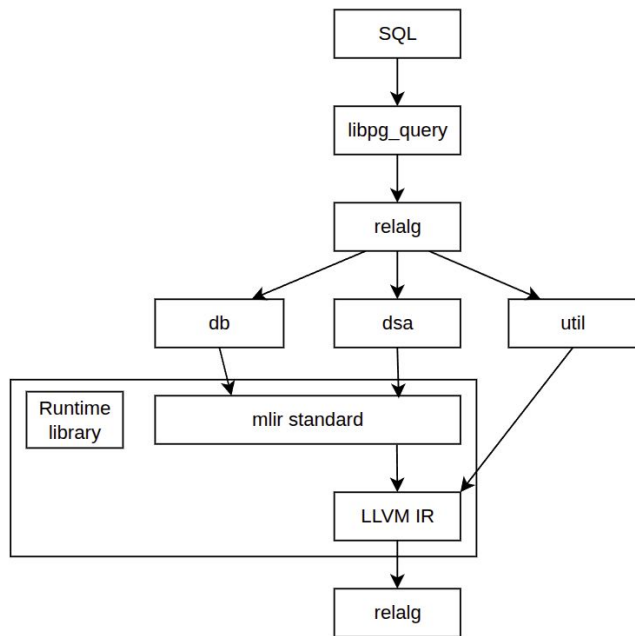 SQL
libpg_query
relalg
db
dsa
util
Runtime
library
mlir standard
LLVM IR
relalg